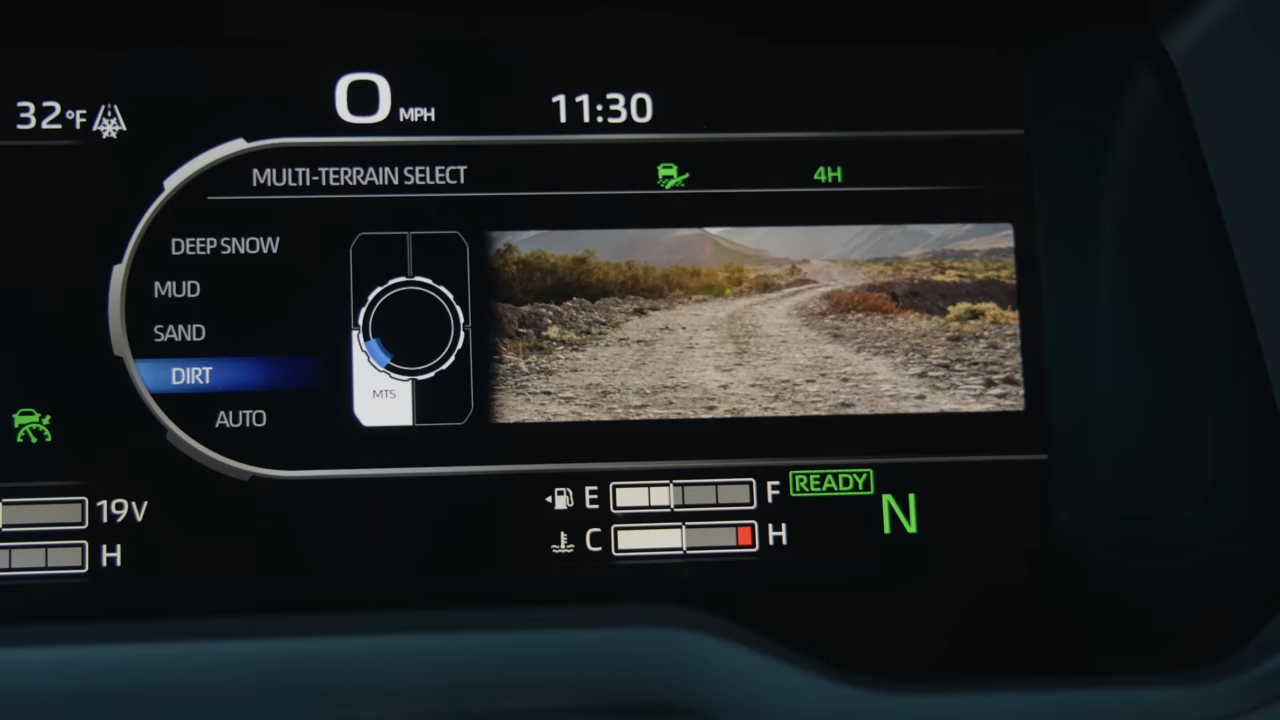 32°F
0 MPH
11:30
MULTI-TERRAIN SELECT
4H
DEEP SNOW
MUD
SAND
DIRT
AUTO
MTS
19V
H
E F
C H
READY
N